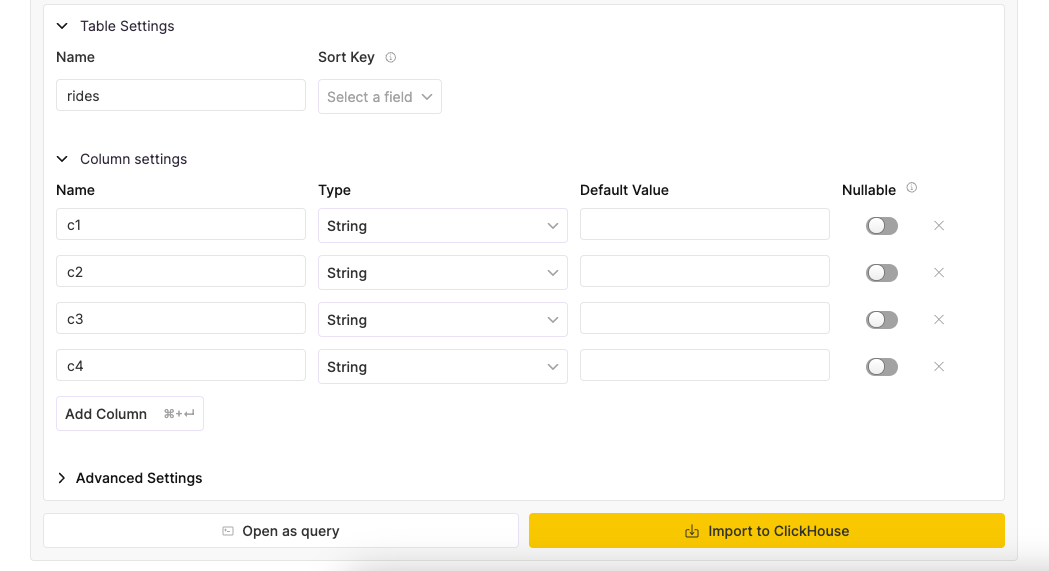 Table Settings
Name Sort Key
rides Select a field
Column settings
Name Type Default Value Nullable
c1 String
c2 String
c3 String
c4 String
Add Column ⌘+↵
Advanced Settings
Open as query Import to ClickHouse